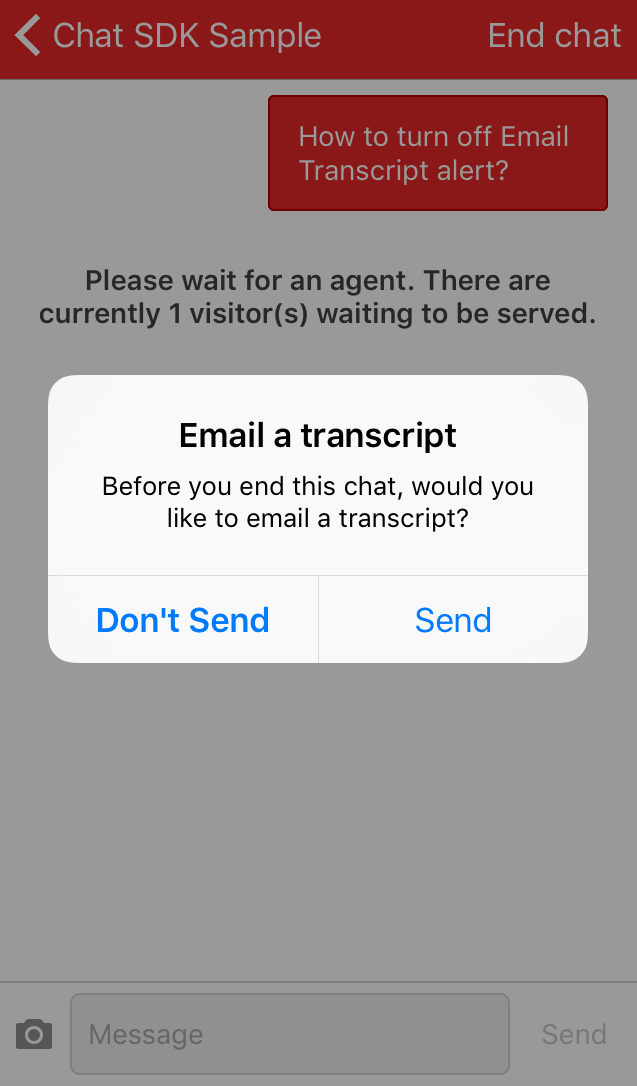 Chat SDK Sample
End chat
How to turn off Email
Transcript alert?
Please wait for an agent. There are
currently 1 visitor(s) waiting to be served.
Email a transcript
Before you end this chat, would you
like to email a transcript?
Don't Send
Send
Message
Send